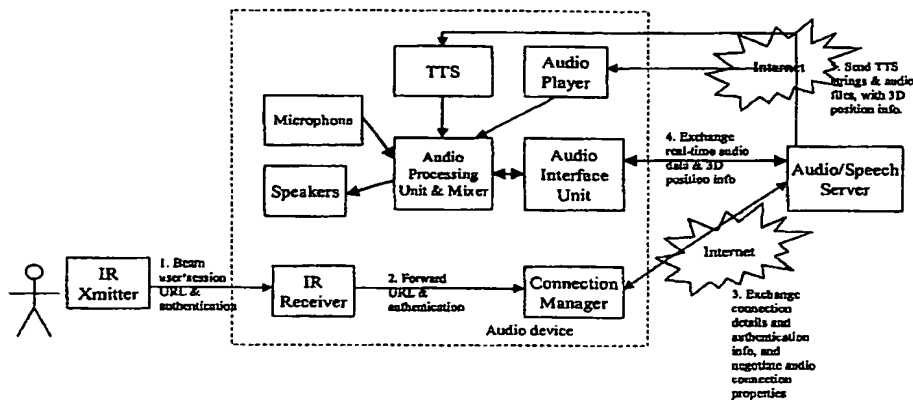 TTS
Audio
Player
Internet
. Send TTS
strings & audio
files, with 3D
position info.
Microphone
Audio
Processing
Unit & Mixer
Audio
Interface
Unit
4. Exchange
real-time audio
data & 3D
position info
Audio/Speech
Server
Speakers
Internet
IR
Xmitter
1. Beam
user'session
URL &
authentication
IR
Receiver
2. Forward
URL &
authentication
Connection
Manager
Audio device
3. Exchange
connection
details and
authentication
info, and
negotiate audio
connection
properties